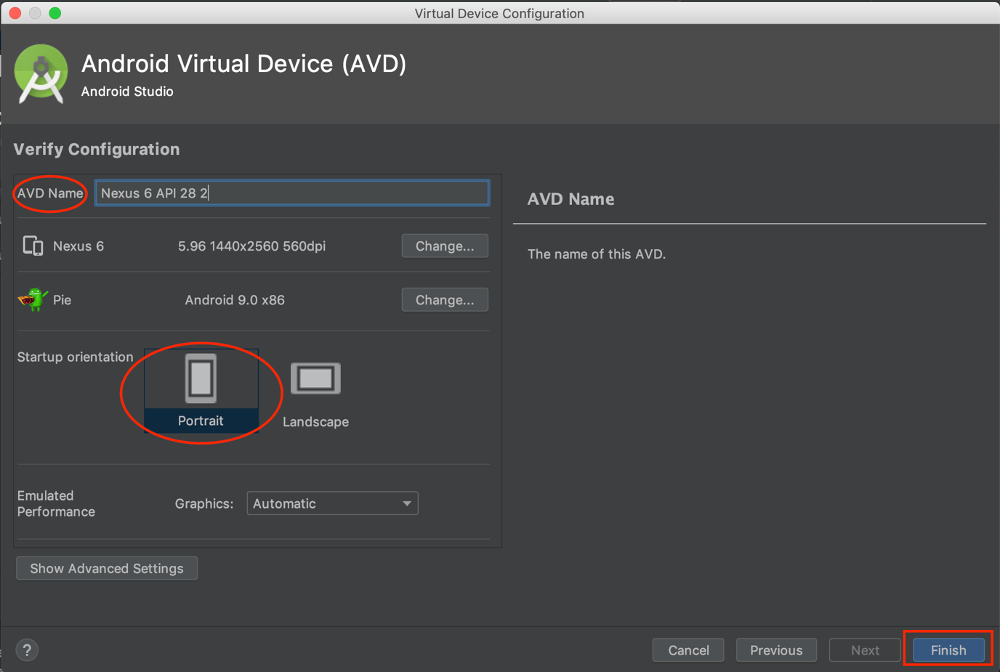 Virtual Device Configuration
Android Virtual Device (AVD)
Android Studio
Verify Configuration
AVD Name Nexus 6 API 28 2
Nexus 6 5.96 1440x2560 560dpi Change...
Pie Android 9.0 x86 Change...
Startup orientation
Portrait
Landscape
Emulated
Performance
Graphics: Automatic
Show Advanced Settings
AVD Name
The name of this AVD.
? Cancel Previous Next Finish